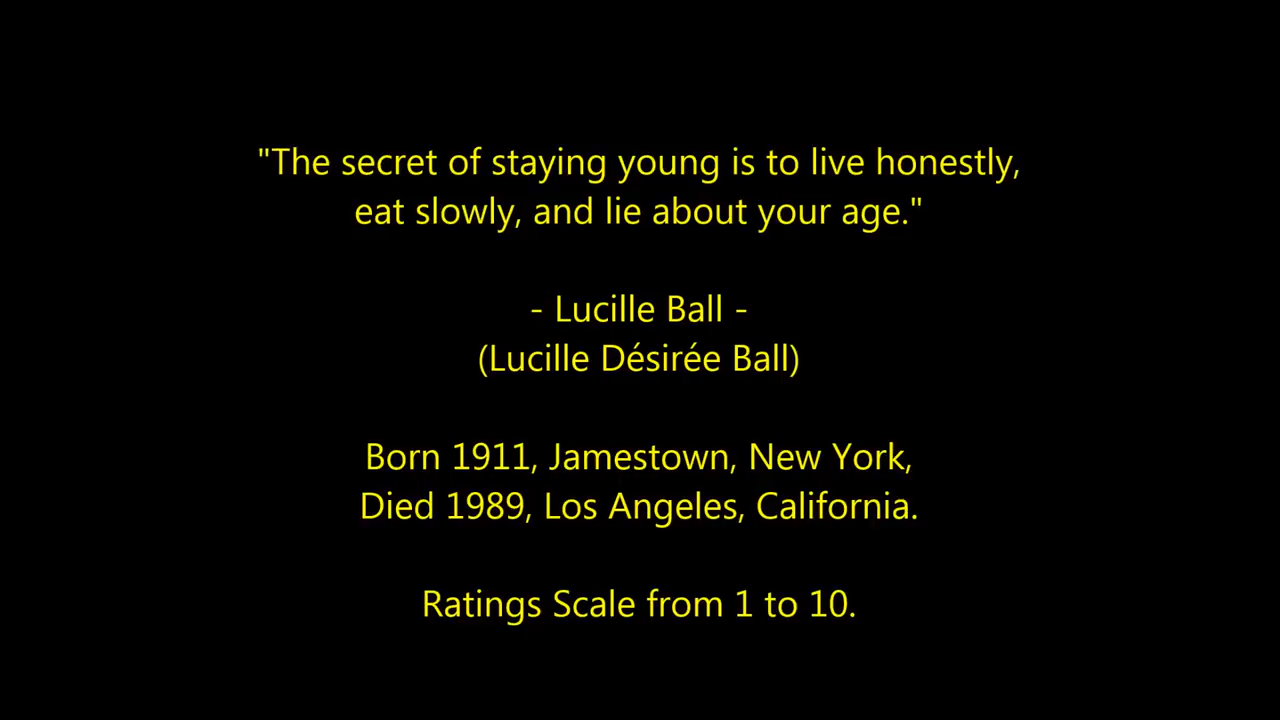 "The secret of staying young is to live honestly,
eat slowly, and lie about your age."
- Lucille Ball -
(Lucille Désirée Ball)
Born 1911, Jamestown, New York,
Died 1989, Los Angeles, California.
Ratings Scale from 1 to 10.